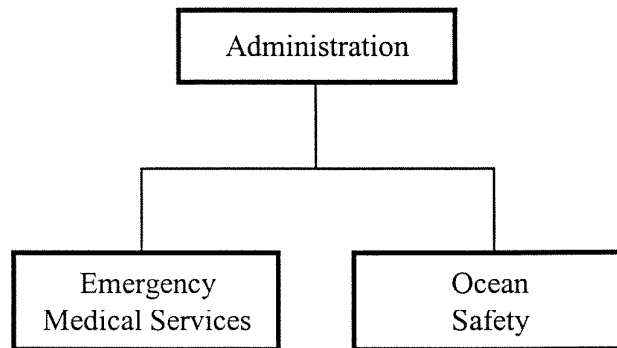 Administration
Emergency
Medical Services
Ocean
Safety